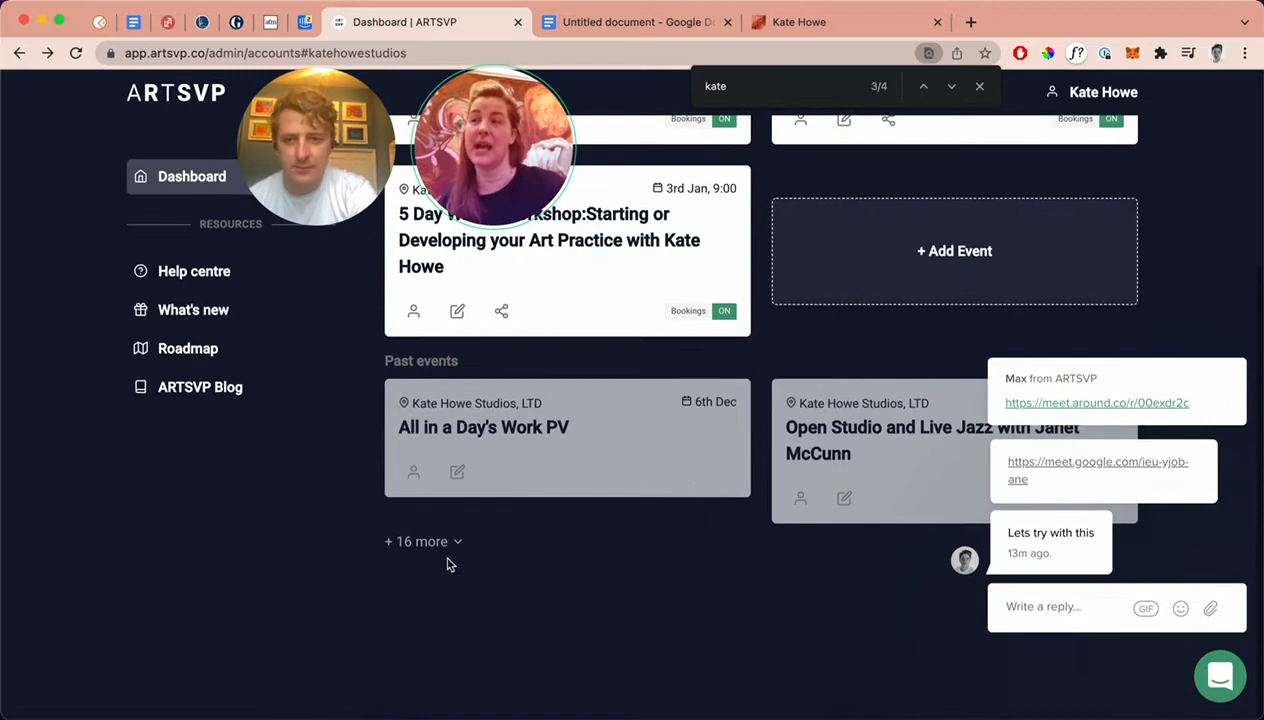 Dashboard | ARTSVP
Untitled document - Google D
Kate Howe
app.artsvp.co/admin/accounts#katehowestudios
kate
3/4
ARTSVP
Kate Howe
Bookings ON
Bookings ON
Dashboard
RESOURCES
Help centre
What's new
Roadmap
ARTSVP Blog
3rd Jan, 9:00
5 Day
kshop:Starting or
Developing your Art Practice with Kate
Howe
Bookings ON
+ Add Event
Past events
Kate Howe Studios, LTD
6th Dec
All in a Day's Work PV
Kate Howe Studios, LTD
Open Studio and Live Jazz with Janet
McCunn
+ 16 more
Max from ARTSVP
https://meet.around.co/r/00exdr2c
https://meet.google.com/ieu-yjob-
ane
Lets try with this
13m ago.
Write a reply...
GIF